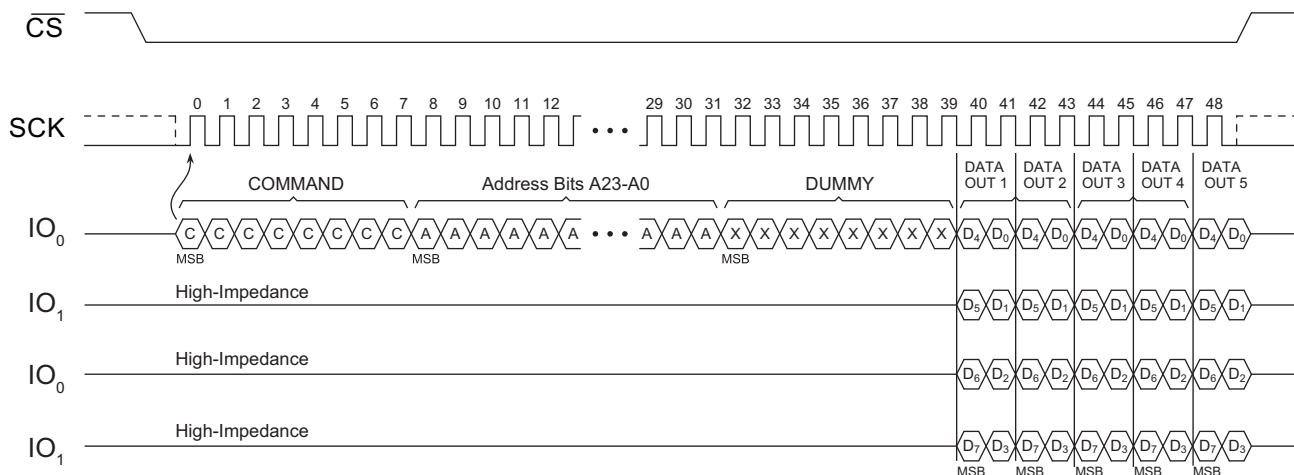 CS
0 1 2 3 4 5 6 7 8 9 10 11 12 29 30 31 32 33 34 35 36 37 38 39 40 41 42 43 44 45 46 47 48
SCK
COMMAND Address Bits A23-A0 DUMMY DATA OUT 1 DATA OUT 2 DATA OUT 3 DATA OUT 4 DATA OUT 5
IO0 C C C C C C C C A A A A A A A A A X X X X X X X X D4 D0 D4 D0 D4 D0 D4 D0 D4 D0
MSB MSB MSB
High-Impedance
IO1 D5 D1 D5 D1 D5 D1 D5 D1 D5 D1
High-Impedance
IO0 D6 D2 D6 D2 D6 D2 D6 D2 D6 D2
High-Impedance
IO1 D7 D3 D7 D3 D7 D3 D7 D3 D7 D3
MSB MSB MSB MSB MSB